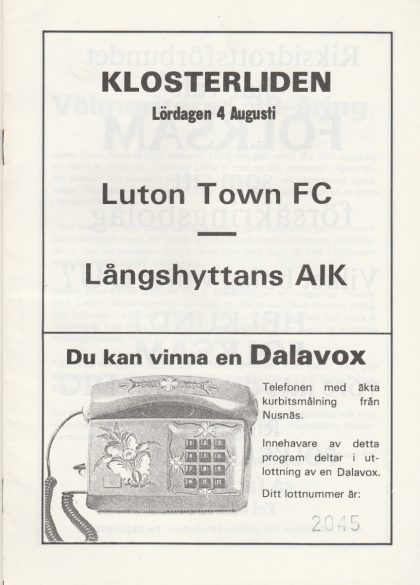 KLOSTERLIDEN
Lördagen 4 Augusti
Luton Town FC
—
Långshyttans AIK
Du kan vinna en Dalavox
Telefonen med äkta
kurbitsmålning från
Nusnäs.
Innehavare av detta
program deltar i ut-
lottning av en Dalavox.
Ditt lottnummer är:
2045